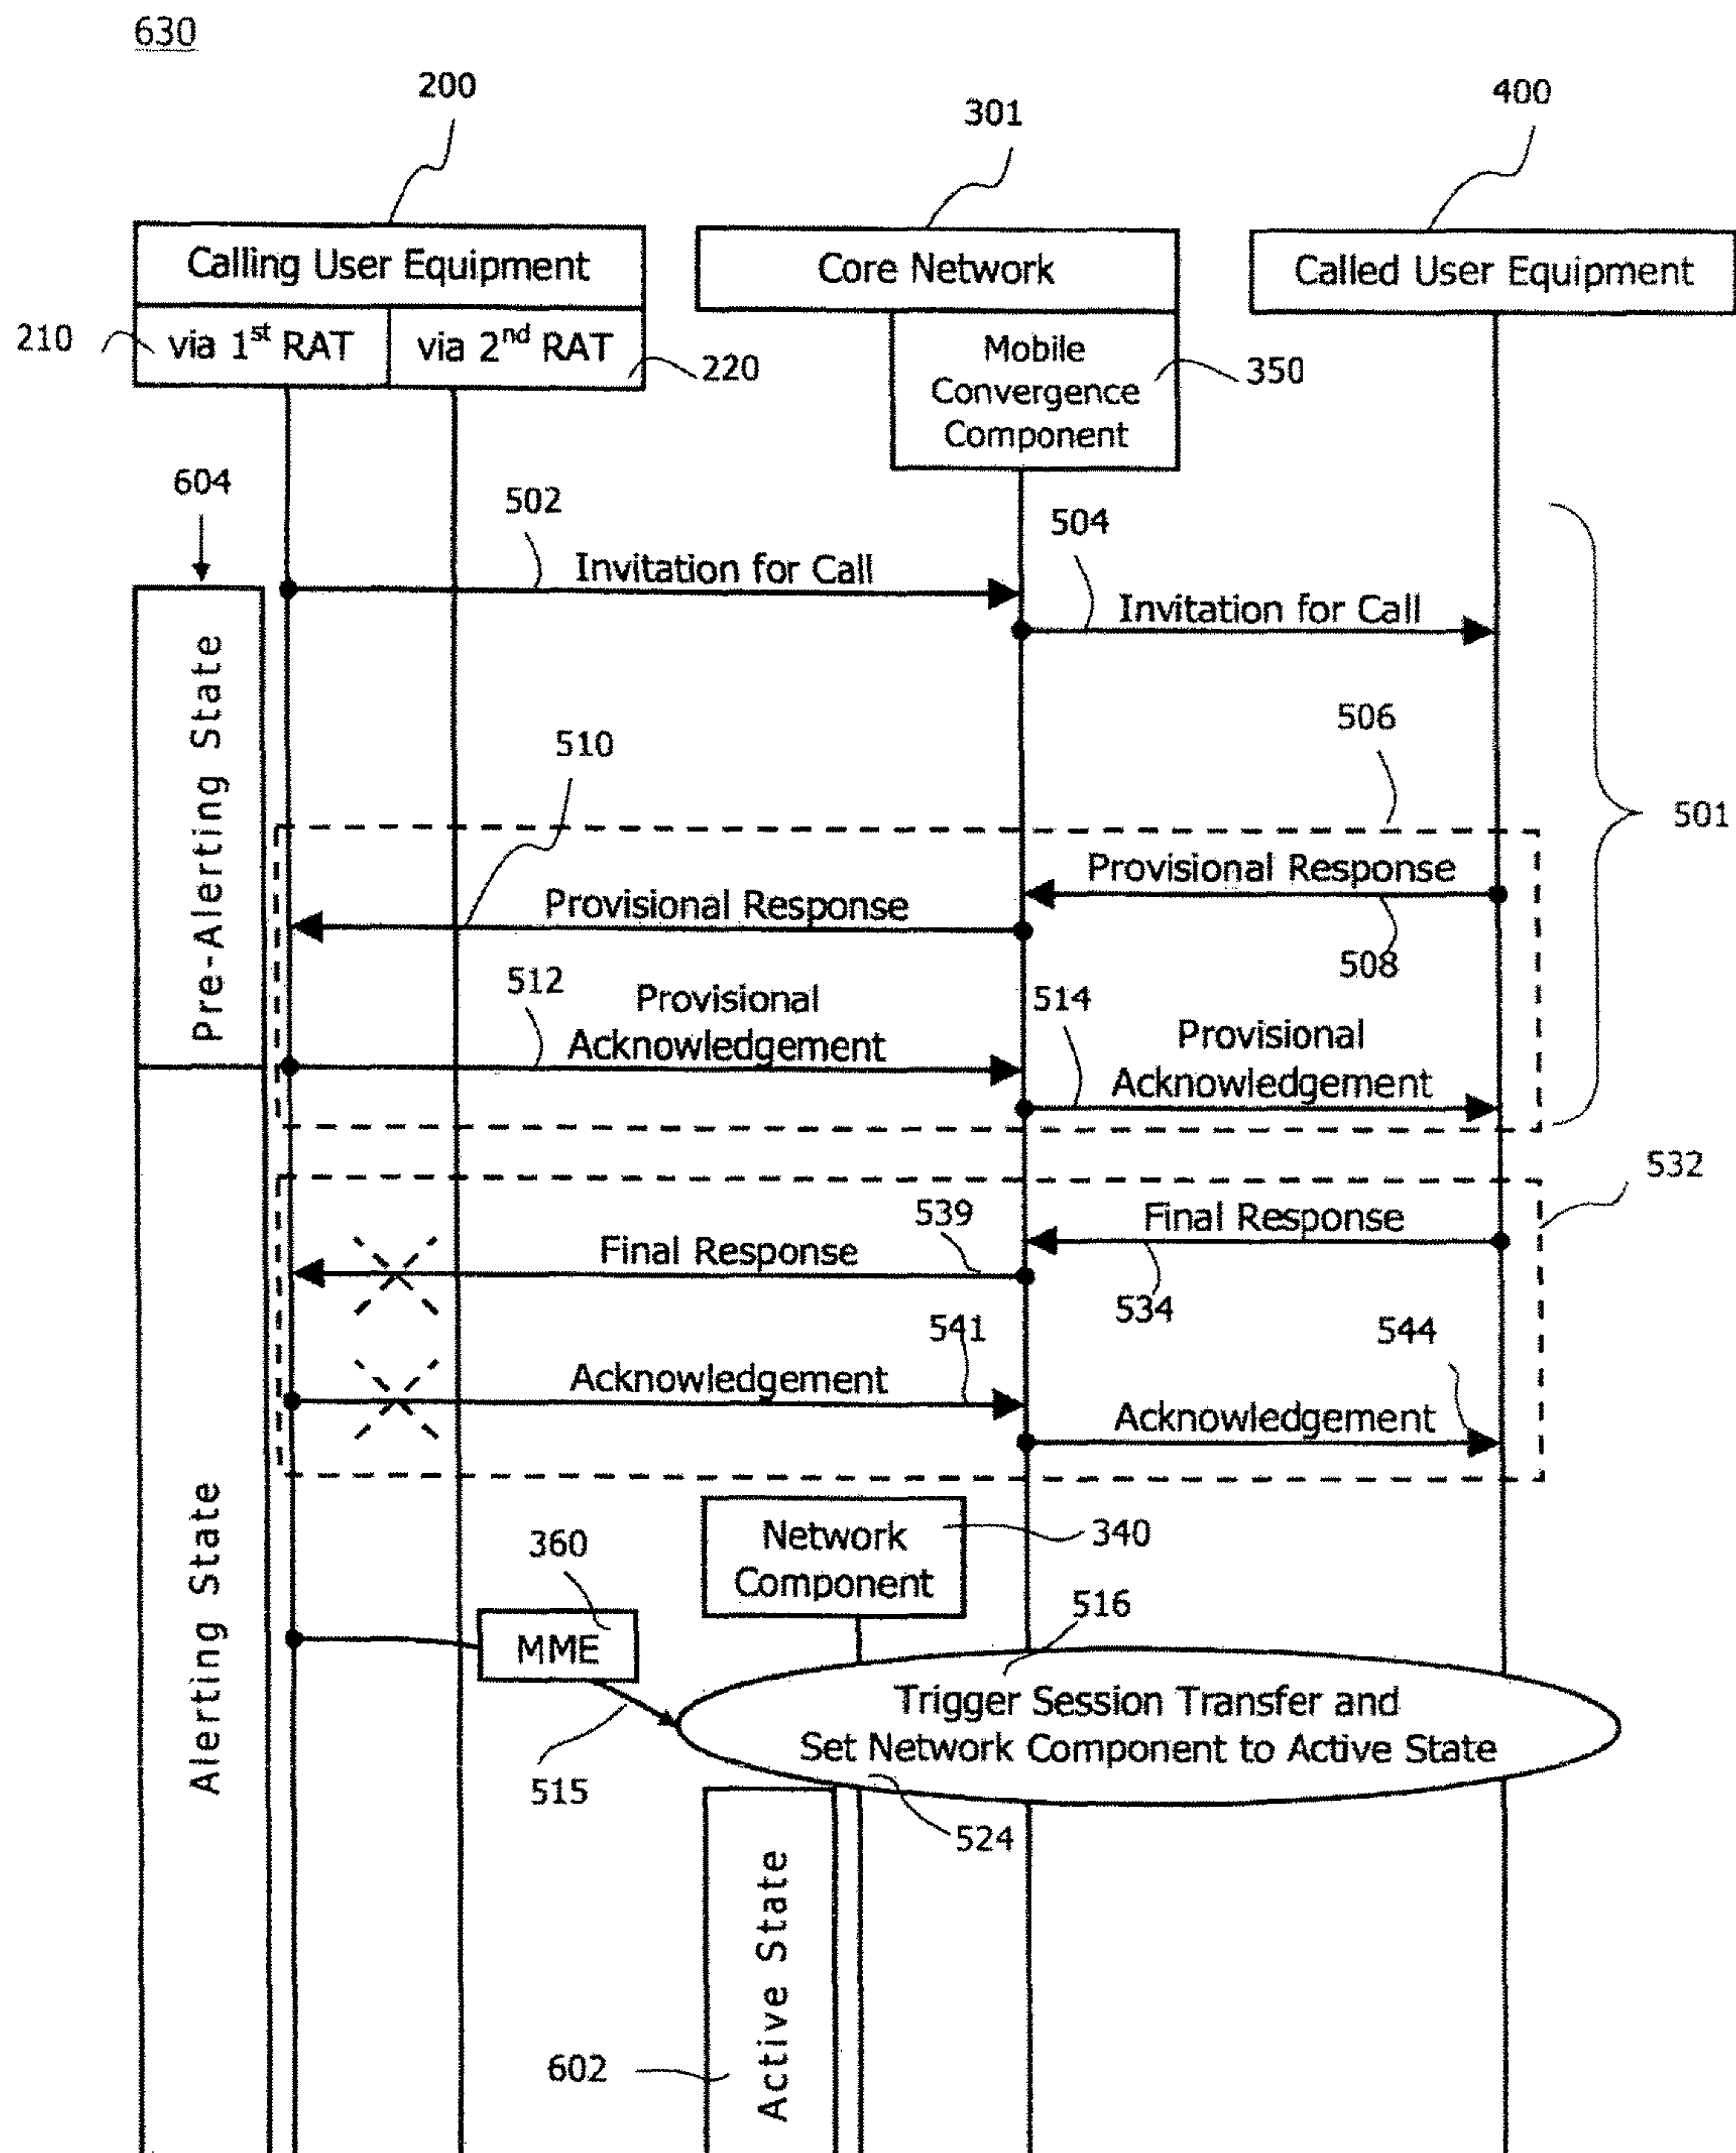 630
200
301
400
Calling User Equipment
Core Network
Called User Equipment
210
via 1st RAT
via 2nd RAT
220
Mobile
Convergence
Component
350
604
502
504
Invitation for Call
Invitation for Call
506
510
501
Provisional Response
Provisional Response
508
512
Provisional
Acknowledgement
514
Provisional
Acknowledgement
Pre-Alerting State
532
539
Final Response
Final Response
534
541
544
Acknowledgement
Acknowledgement
Network
Component
340
360
MME
516
Trigger Session Transfer and
Set Network Component to Active State
515
524
Alerting State
Active State
602